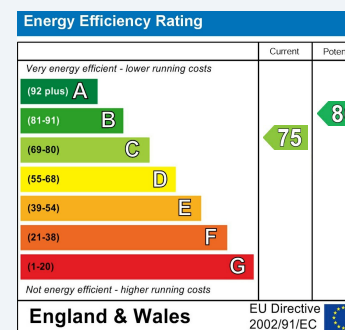 Energy Efficiency Rating
Current
Very energy efficient - lower running costs
(92 plus) A
(81-91) B
(69-80) C
75
(55-68) D
(39-54) E
(21-38) F
(1-20) G
Not energy efficient - higher running costs
England & Wales
EU Directive
2002/91/EC